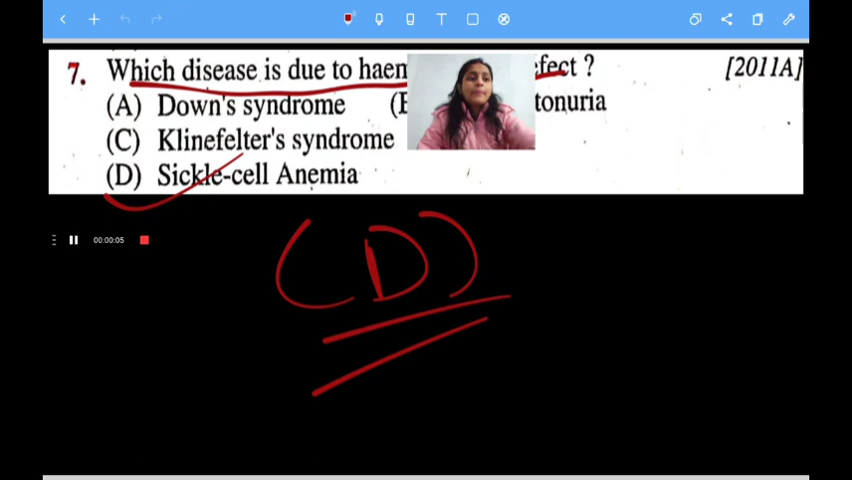 7. Which disease is due to haem fect ? [2011A]
(A) Down's syndrome ( tonuria
(C) Klinefelter's syndrome
(D) Sickle-cell Anemia
00:00:05
(D)